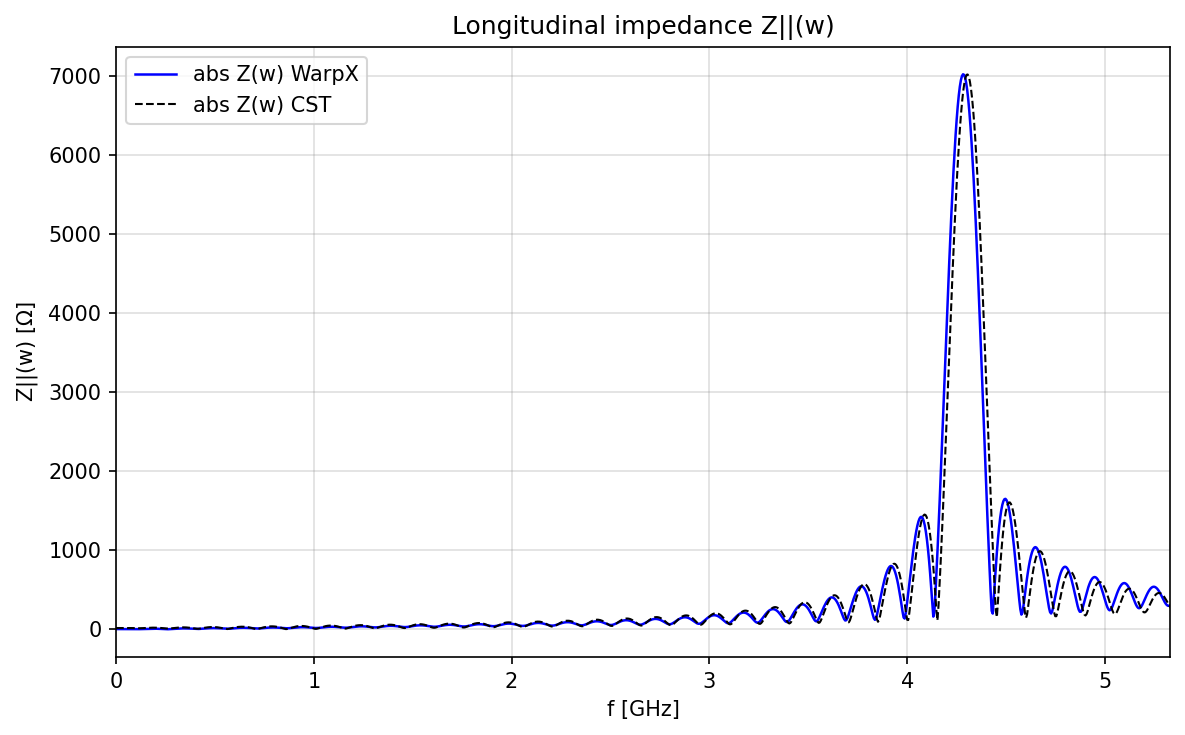 Longitudinal impedance Z||(w)
abs Z(w) WarpX
abs Z(w) CST
Z||(w) [Ω]
7000
6000
5000
4000
3000
2000
1000
0
0
1
2
3
4
5
f [GHz]